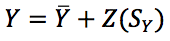 Y = Ȳ + Z(S_Y)